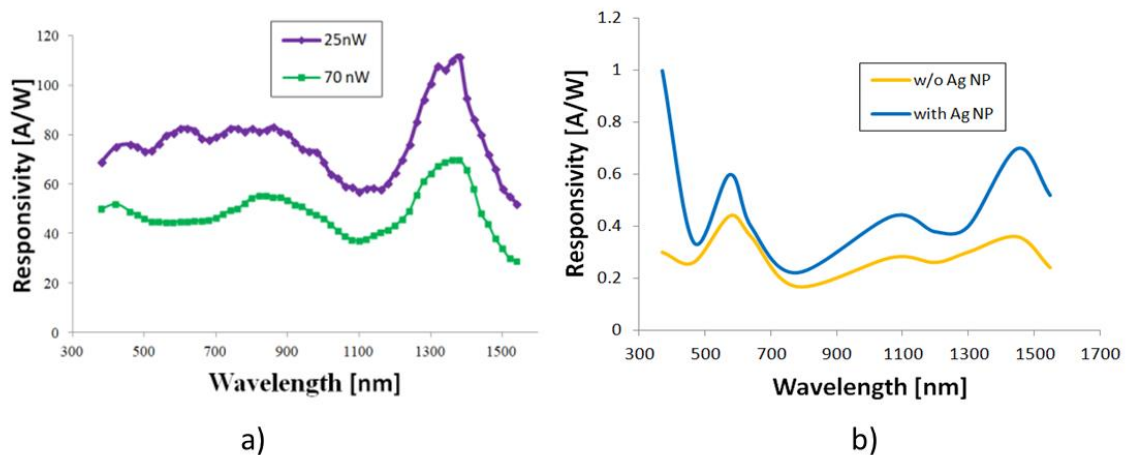 120
100
80
60
40
20
0
300 500 700 900 1100 1300 1500
Responsivity [A/W]
Wavelength [nm]
25nW
70 nW
a)
1.2
1
0.8
0.6
0.4
0.2
0
300 500 700 900 1100 1300 1500 1700
Responsivity [A/W]
Wavelength [nm]
w/o Ag NP
with Ag NP
b)